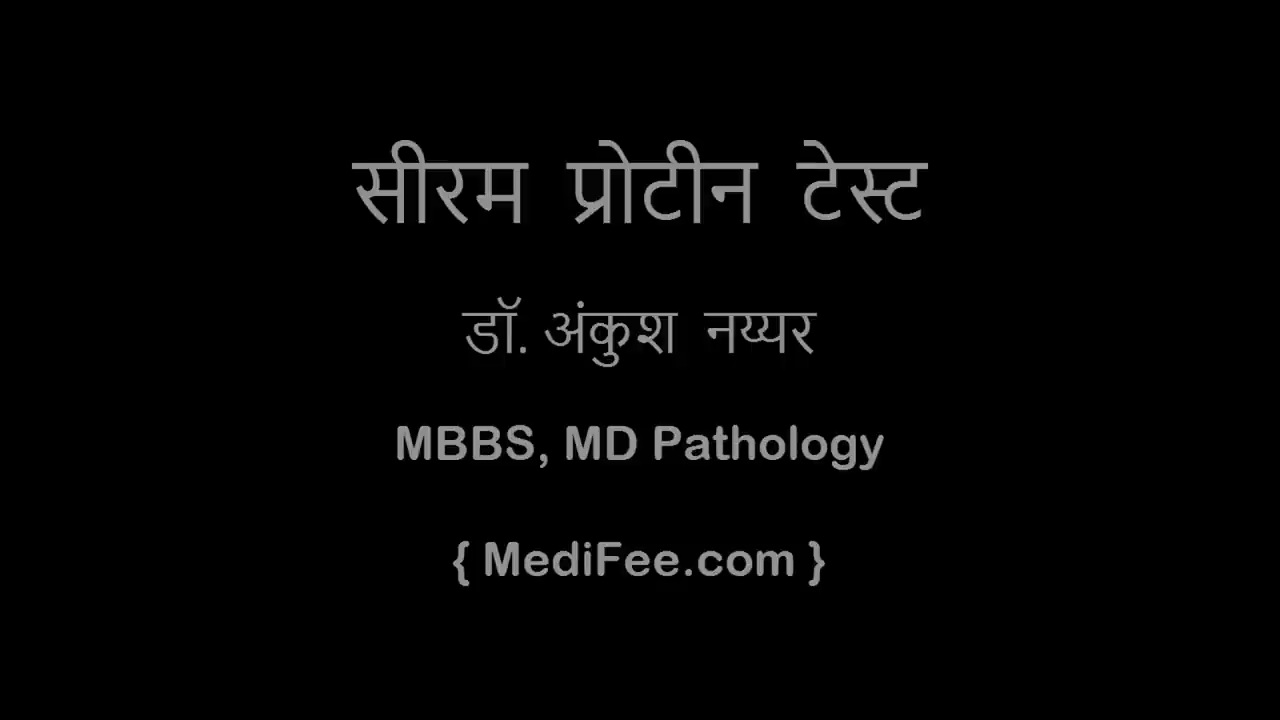 सीरम प्रोटीन टेस्ट
डॉ. अंकुश नय्यर
MBBS, MD Pathology
{ MediFee.com }